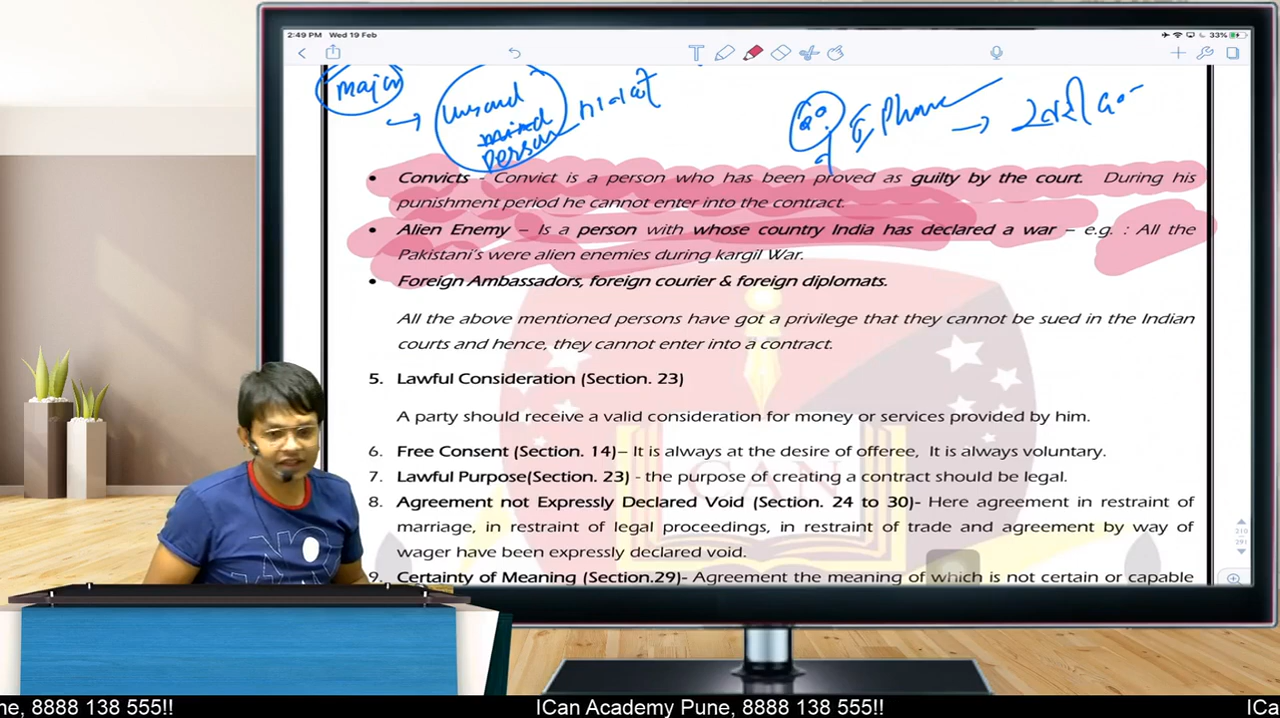 2:49 PM Wed 19 Feb
33%
major
unsound
mind
person
Phone
Convicts - Convict is a person who has been proved as guilty by the court. During his
punishment period he cannot enter into the contract.
Alien Enemy – Is a person with whose country India has declared a war – e.g. : All the
Pakistani's were alien enemies during kargil War.
Foreign Ambassadors, foreign courier & foreign diplomats.
All the above mentioned persons have got a privilege that they cannot be sued in the Indian
courts and hence, they cannot enter into a contract.
5. Lawful Consideration (Section. 23)
A party should receive a valid consideration for money or services provided by him.
6. Free Consent (Section. 14)– It is always at the desire of offeree, It is always voluntary.
7. Lawful Purpose(Section. 23) - the purpose of creating a contract should be legal.
8. Agreement not Expressly Declared Void (Section. 24 to 30)- Here agreement in restraint of
marriage, in restraint of legal proceedings, in restraint of trade and agreement by way of
wager have been expressly declared void.
9. Certainty of Meaning (Section.29)- Agreement the meaning of which is not certain or capable
I CAN
ne, 8888 138 555!! ICan Academy Pune, 8888 138 555!! ICa